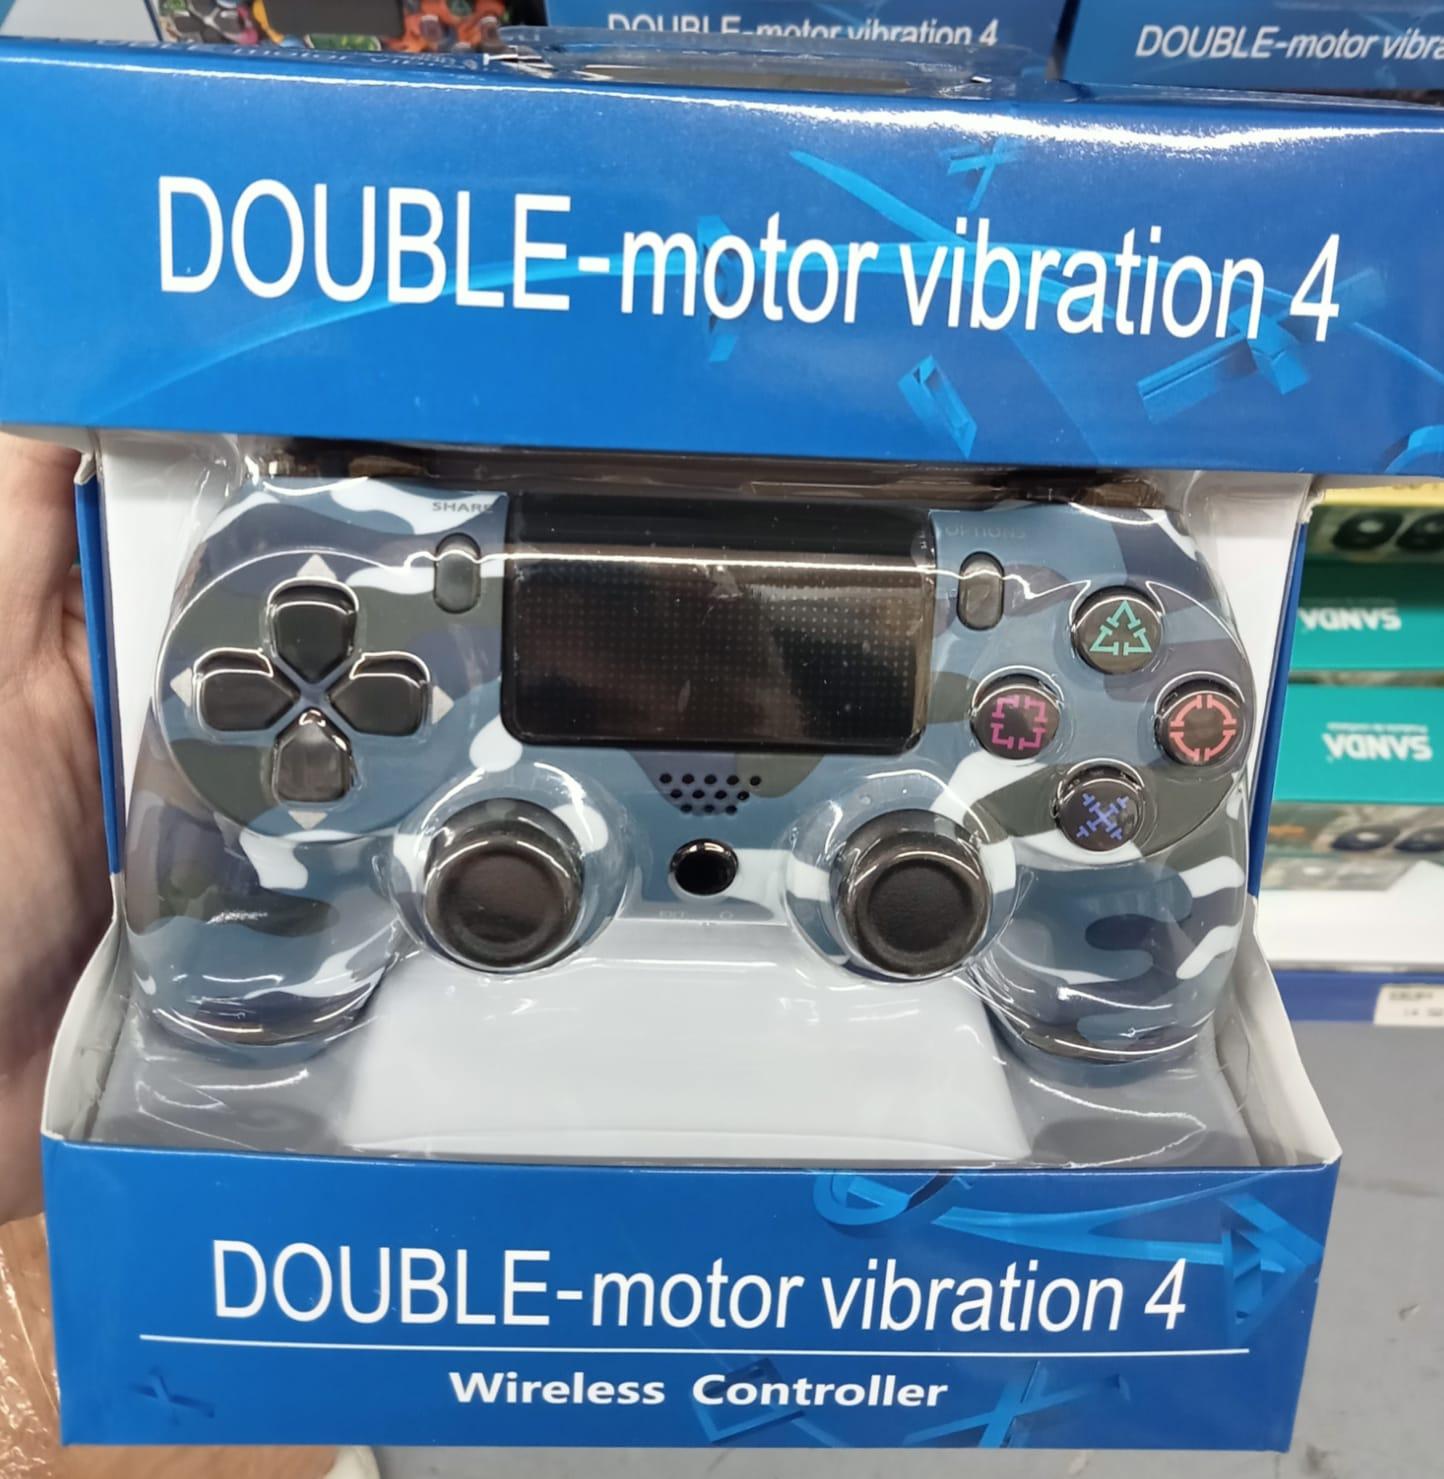 DOUBLE-motor vibration 4
DOUBLE-motor vibra
DOUBLE-motor vibration 4
SHARE
OPTIONS
SANDA
SANDA
DOUBLE-motor vibration 4
Wireless Controller